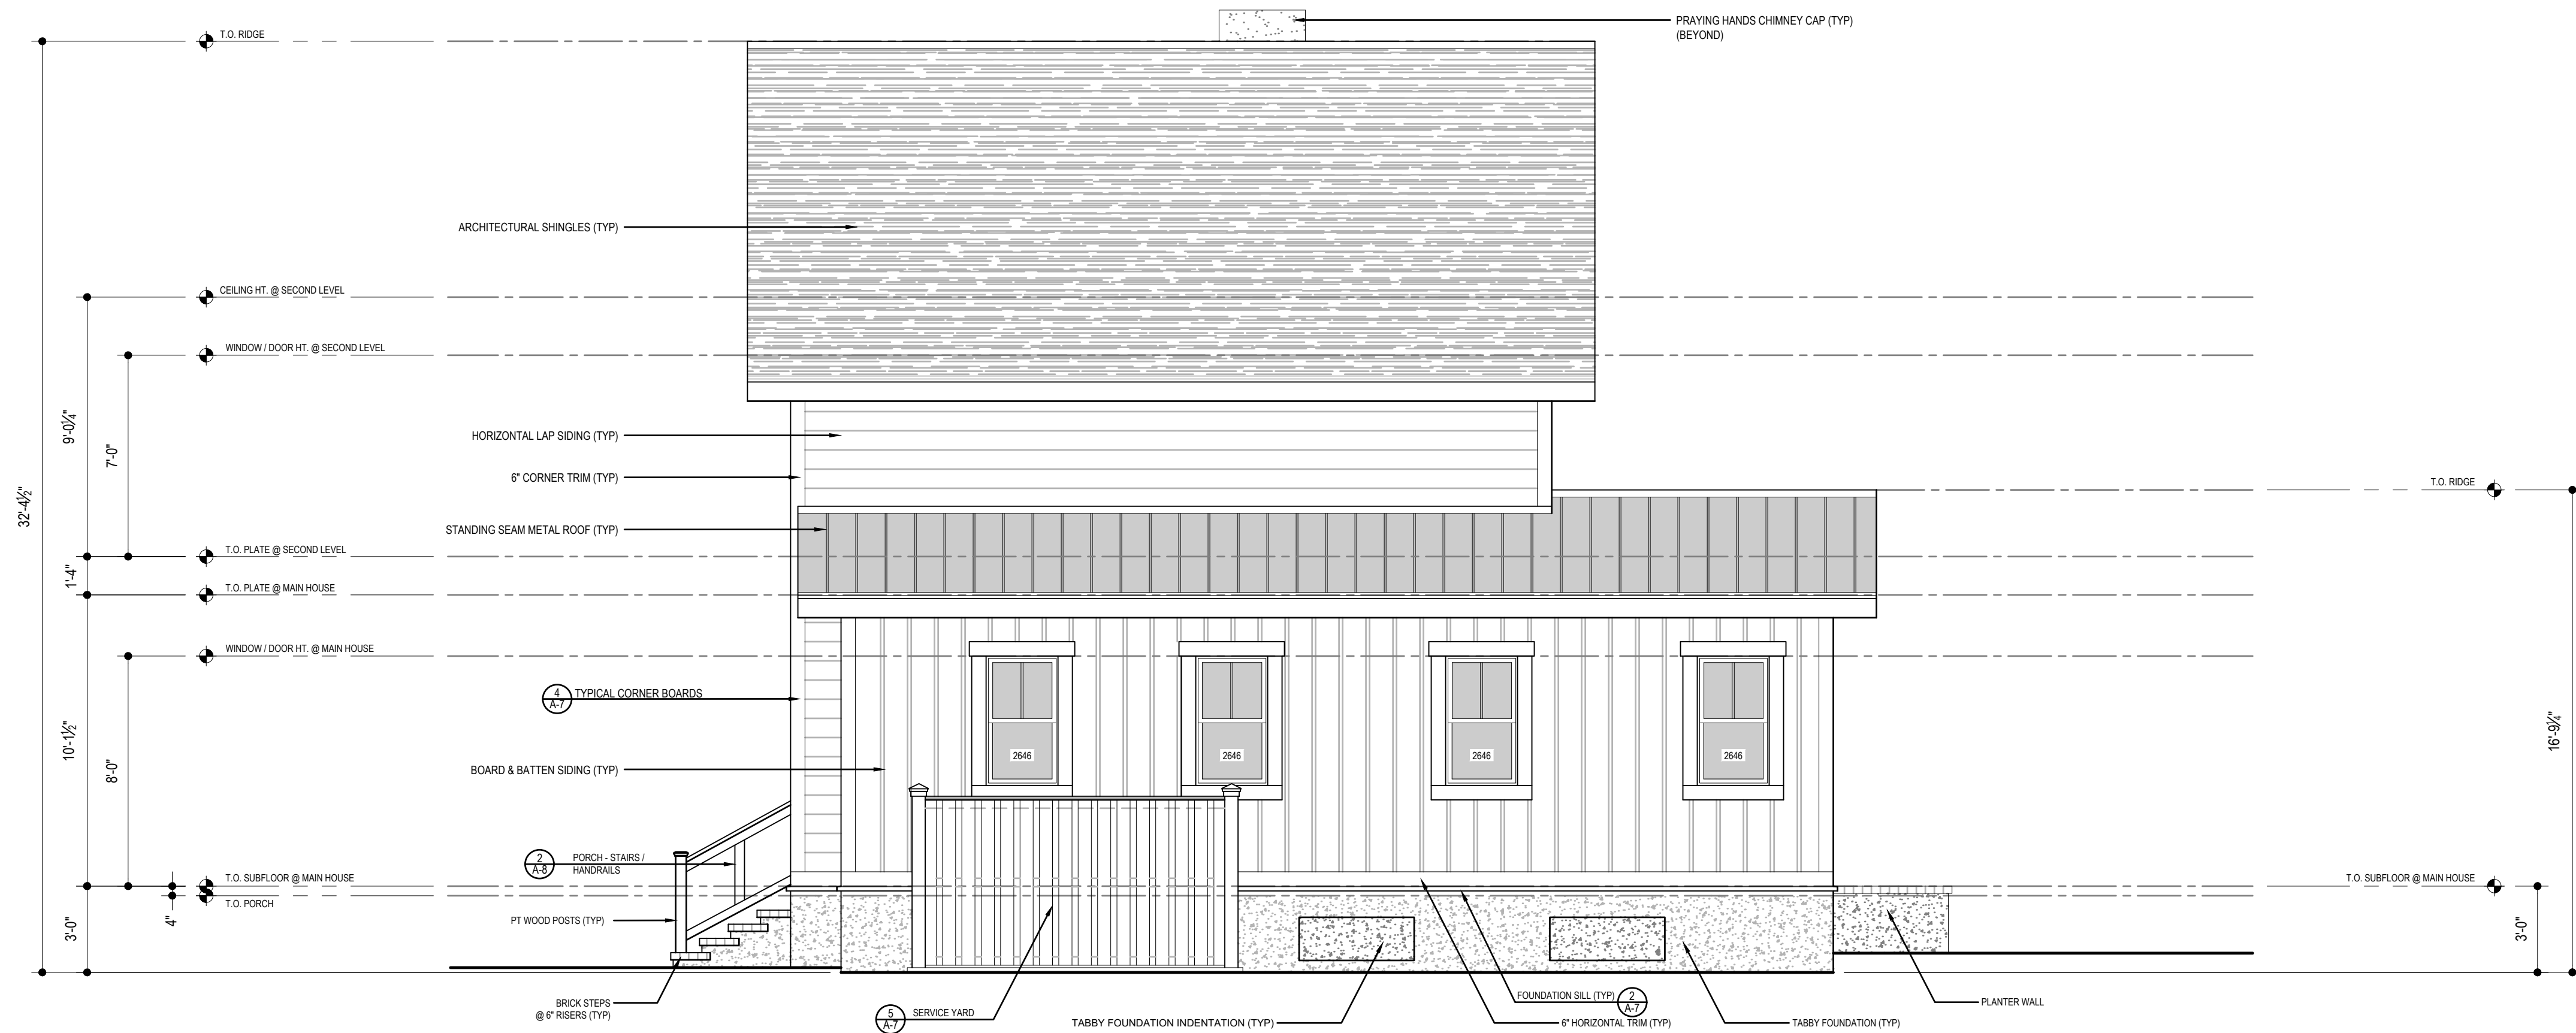 PRAYING HANDS CHIMNEY CAP (TYP)
(BEYOND)
T.O. RIDGE
ARCHITECTURAL SHINGLES (TYP)
CEILING HT. @ SECOND LEVEL
WINDOW / DOOR HT. @ SECOND LEVEL
9'-0¼"
7'-0"
32'-4½"
HORIZONTAL LAP SIDING (TYP)
6" CORNER TRIM (TYP)
T.O. RIDGE
STANDING SEAM METAL ROOF (TYP)
T.O. PLATE @ SECOND LEVEL
1'-4"
T.O. PLATE @ MAIN HOUSE
WINDOW / DOOR HT. @ MAIN HOUSE
4
A-7
TYPICAL CORNER BOARDS
10'-1½"
8'-0"
16'-9¼"
2646
2646
2646
2646
BOARD & BATTEN SIDING (TYP)
2
A-8
PORCH - STAIRS /
HANDRAILS
T.O. SUBFLOOR @ MAIN HOUSE
T.O. SUBFLOOR @ MAIN HOUSE
T.O. PORCH
3'-0"
4"
PT WOOD POSTS (TYP)
3'-0"
BRICK STEPS
@ 6" RISERS (TYP)
5
A-7
SERVICE YARD
TABBY FOUNDATION INDENTATION (TYP)
FOUNDATION SILL (TYP)
2
A-7
6" HORIZONTAL TRIM (TYP)
TABBY FOUNDATION (TYP)
PLANTER WALL